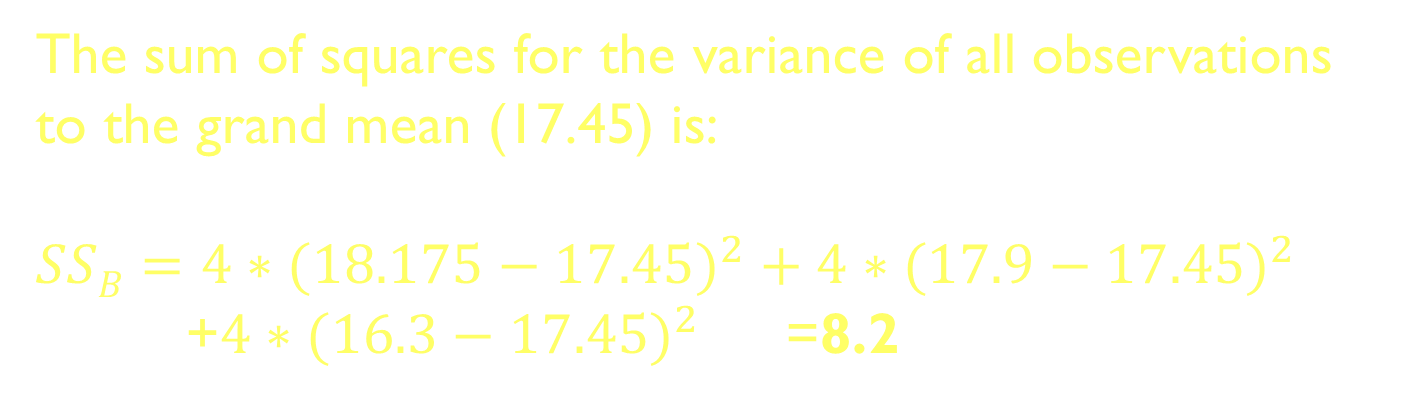 The sum of squares for the variance of all observations
to the grand mean (17.45) is:
𝑆𝑆_𝐵 = 4 ∗ (18.175 − 17.45)² + 4 ∗ (17.9 − 17.45)²
+4 ∗ (16.3 − 17.45)² =8.2